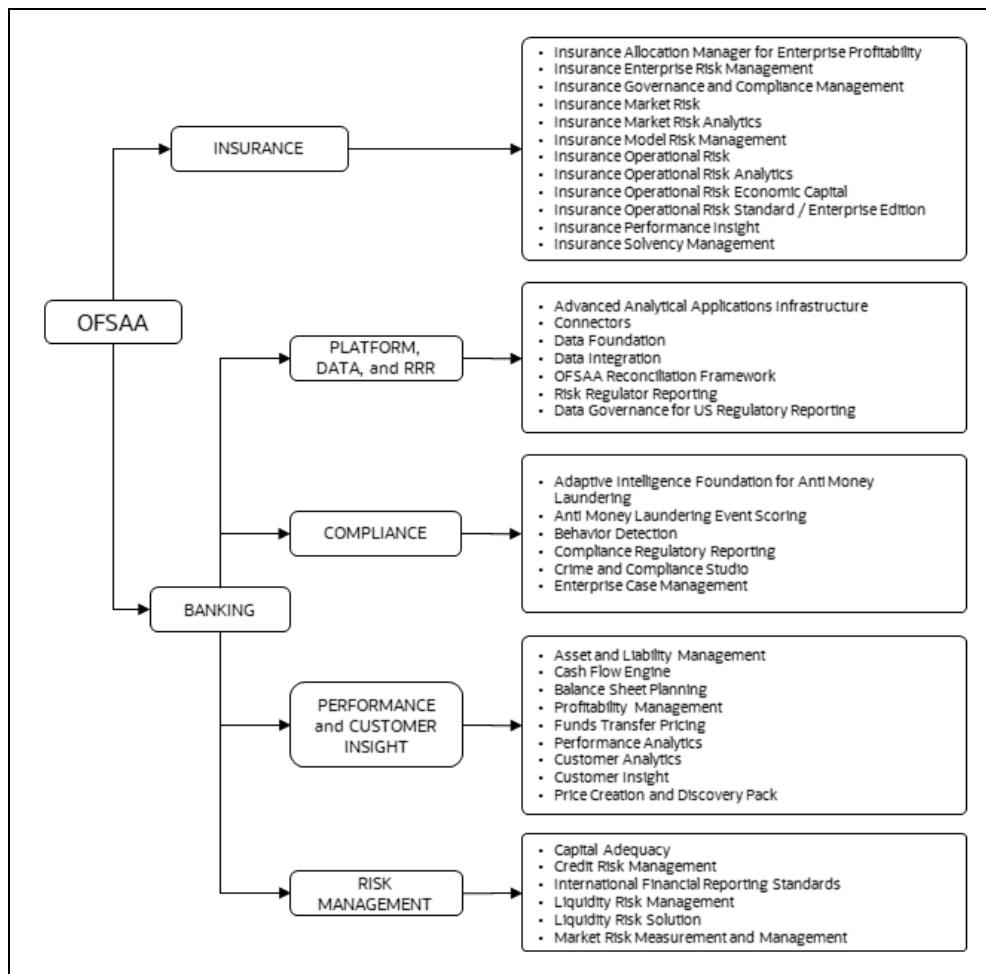 • Insurance Allocation Manager for Enterprise Profitability
• Insurance Enterprise Risk Management
• Insurance Governance and Compliance Management
• Insurance Market Risk
• Insurance Market Risk Analytics
• Insurance Model Risk Management
• Insurance Operational Risk
• Insurance Operational Risk Analytics
• Insurance Operational Risk Economic Capital
• Insurance Operational Risk Standard / Enterprise Edition
• Insurance Performance Insight
• Insurance Solvency Management
INSURANCE
OFSAA
PLATFORM,
DATA, and RRR
• Advanced Analytical Applications Infrastructure
• Connectors
• Data Foundation
• Data Integration
• OFSAA Reconciliation Framework
• Risk Regulator Reporting
• Data Governance for US Regulatory Reporting
COMPLIANCE
• Adaptive Intelligence Foundation for Anti Money
Laundering
• Anti Money Laundering Event Scoring
• Behavior Detection
• Compliance Regulatory Reporting
• Crime and Compliance Studio
• Enterprise Case Management
BANKING
PERFORMANCE
and CUSTOMER
INSIGHT
• Asset and Liability Management
• Cash Flow Engine
• Balance Sheet Planning
• Profitability Management
• Funds Transfer Pricing
• Performance Analytics
• Customer Analytics
• Customer Insight
• Price Creation and Discovery Pack
RISK
MANAGEMENT
• Capital Adequacy
• Credit Risk Management
• International Financial Reporting Standards
• Liquidity Risk Management
• Liquidity Risk Solution
• Market Risk Measurement and Management